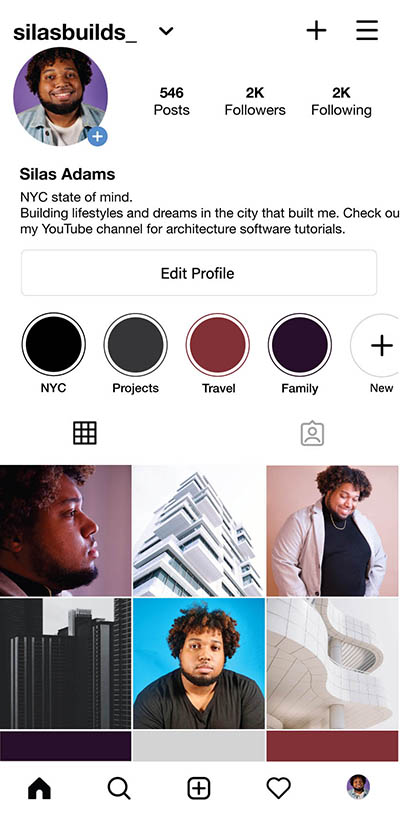 silasbuilds_
546 2K 2K
Posts Followers Following
Silas Adams
NYC state of mind.
Building lifestyles and dreams in the city that built me. Check ou
my YouTube channel for architecture software tutorials.
Edit Profile
NYC Projects Travel Family New